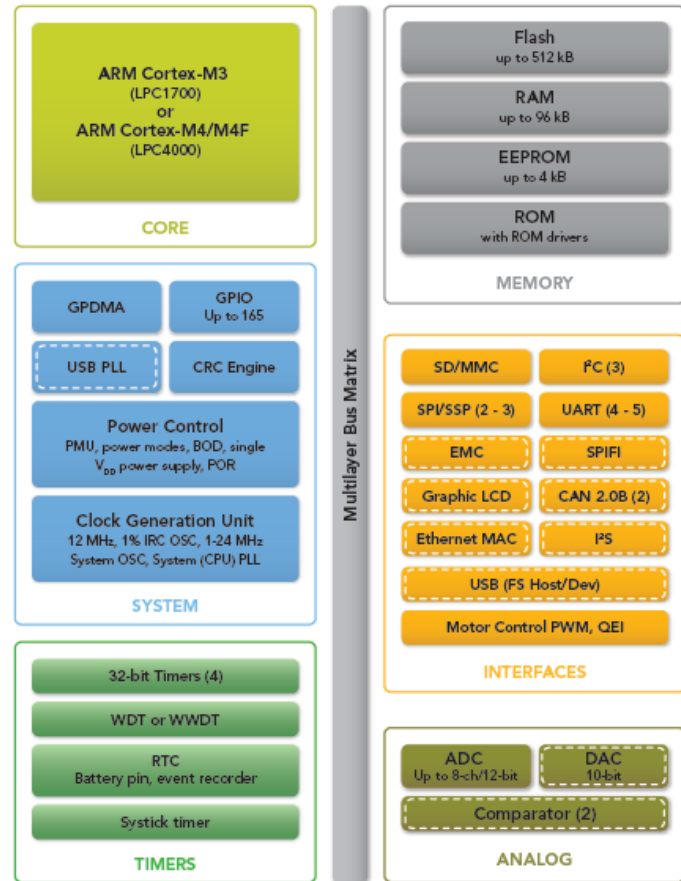 ARM Cortex-M3
(LPC1700)
or
ARM Cortex-M4/M4F
(LPC4000)
CORE
GPDMA
GPIO
Up to 165
USB PLL
CRC Engine
Power Control
PMU, power modes, BOD, single
V_DD power supply, POR
Clock Generation Unit
12 MHz, 1% IRC OSC, 1-24 MHz
System OSC, System (CPU) PLL
SYSTEM
32-bit Timers (4)
WDT or WWDT
RTC
Battery pin, event recorder
Systick timer
TIMERS
Multilayer Bus Matrix
Flash
up to 512 kB
RAM
up to 96 kB
EEPROM
up to 4 kB
ROM
with ROM drivers
MEMORY
SD/MMC
I²C (3)
SPI/SSP (2 - 3)
UART (4 - 5)
EMC
SPIFI
Graphic LCD
CAN 2.0B (2)
Ethernet MAC
I²S
USB (FS Host/Dev)
Motor Control PWM, QEI
INTERFACES
ADC
Up to 8-ch/12-bit
DAC
10-bit
Comparator (2)
ANALOG